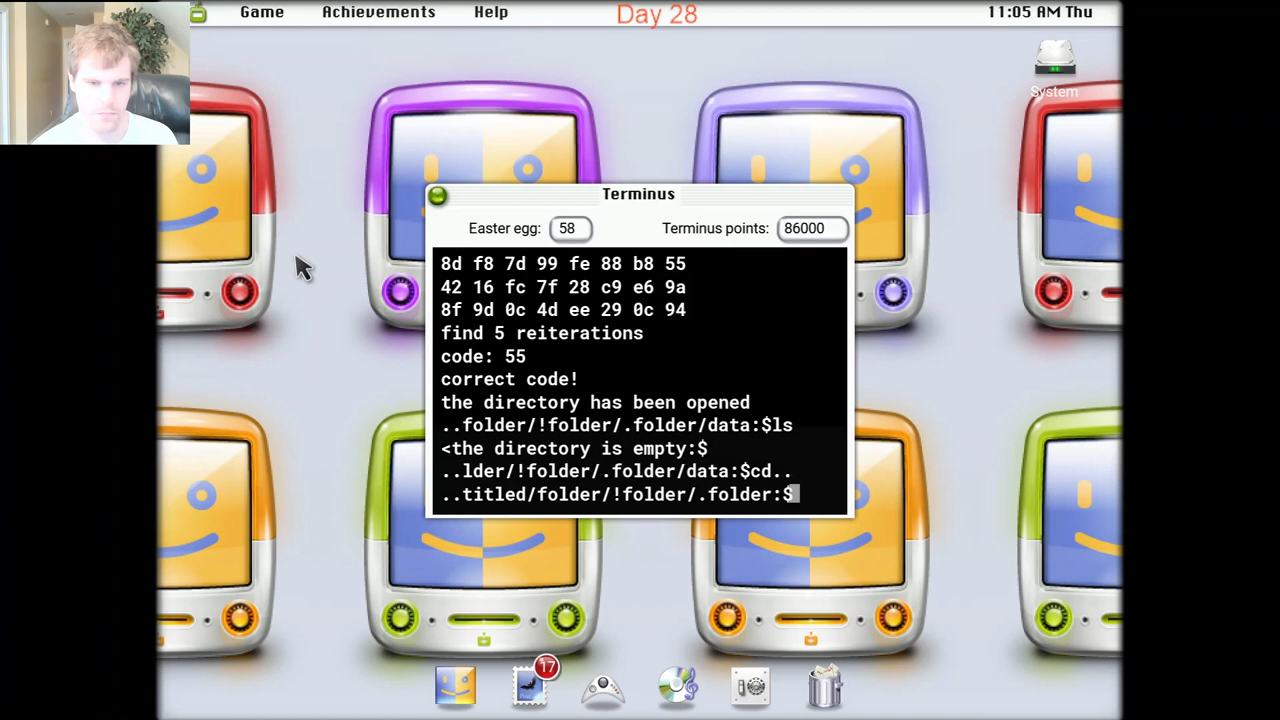 Game Achievements Help Day 28 11:05 AM Thu
System
Terminus
Easter egg: 58 Terminus points: 86000
8d f8 7d 99 fe 88 b8 55
42 16 fc 7f 28 c9 e6 9a
8f 9d 0c 4d ee 29 0c 94
find 5 reiterations
code: 55
correct code!
the directory has been opened
..folder/!folder/.folder/data:$ls
<the directory is empty:$
..lder/!folder/.folder/data:$cd..
..titled/folder/!folder/.folder:$
17